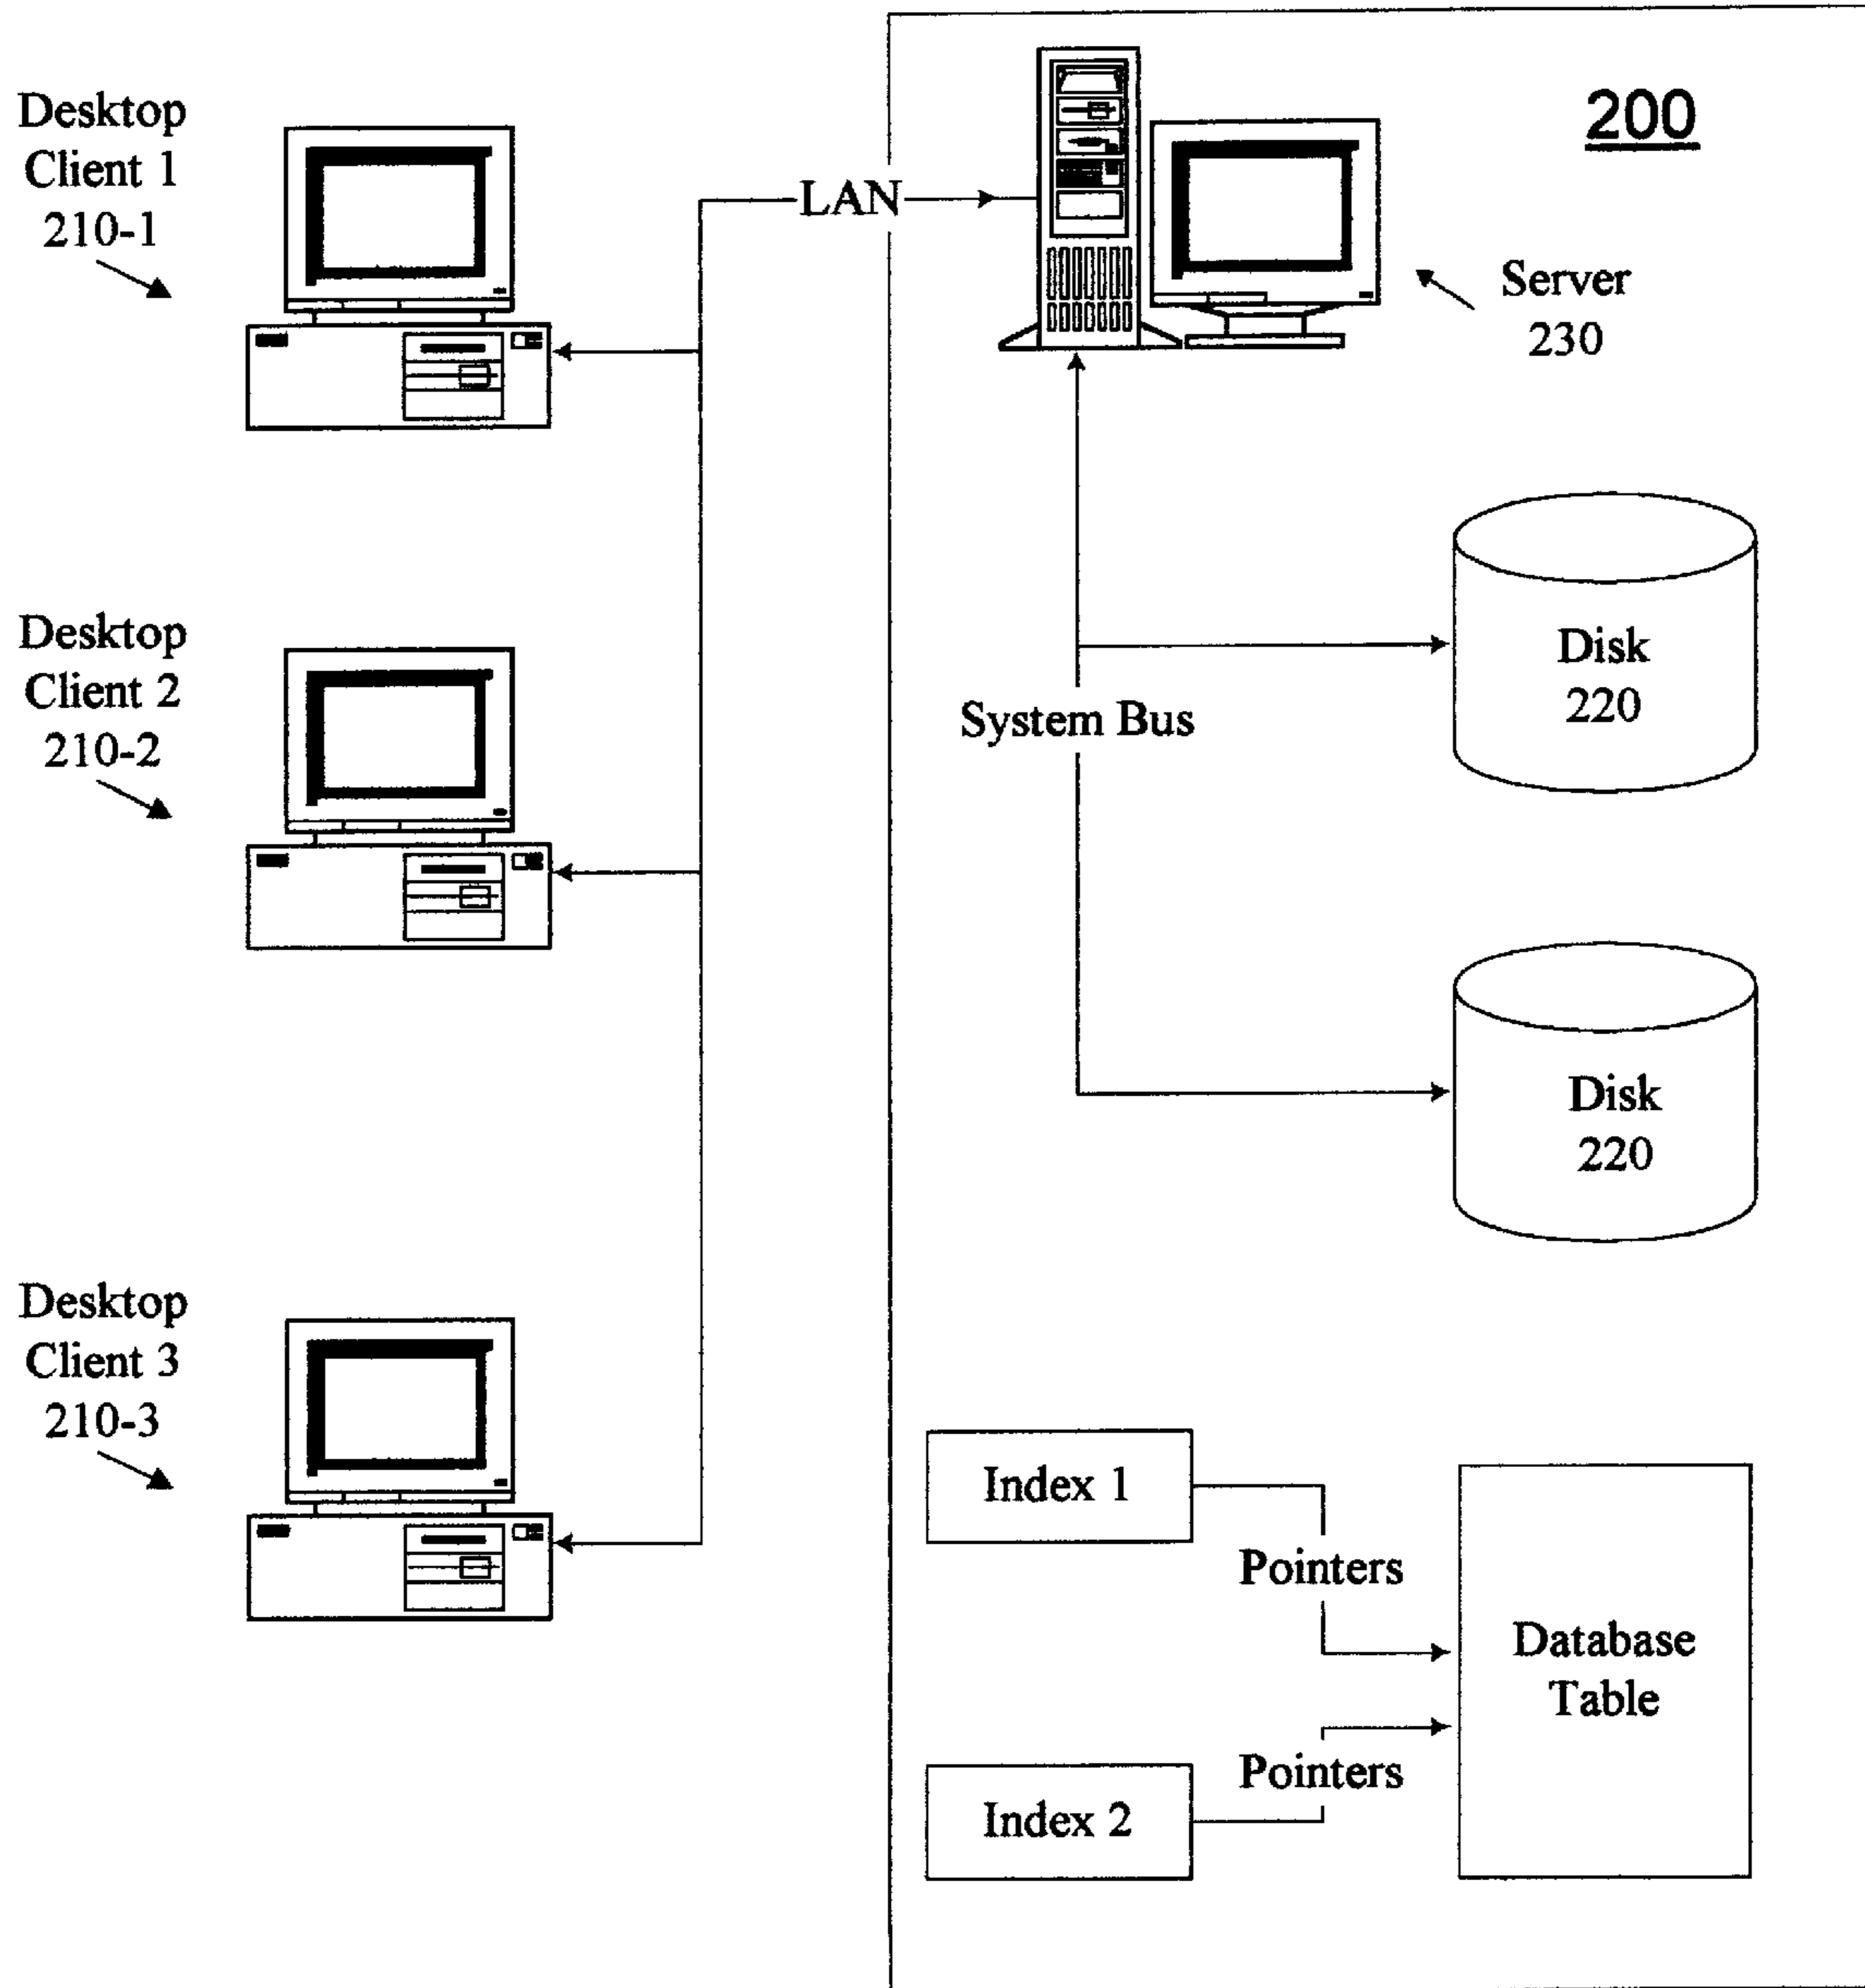 Desktop
Client 1
210-1
LAN
200
Server
230
Desktop
Client 2
210-2
System Bus
Disk
220
Disk
220
Desktop
Client 3
210-3
Index 1
Pointers
Database
Table
Pointers
Index 2